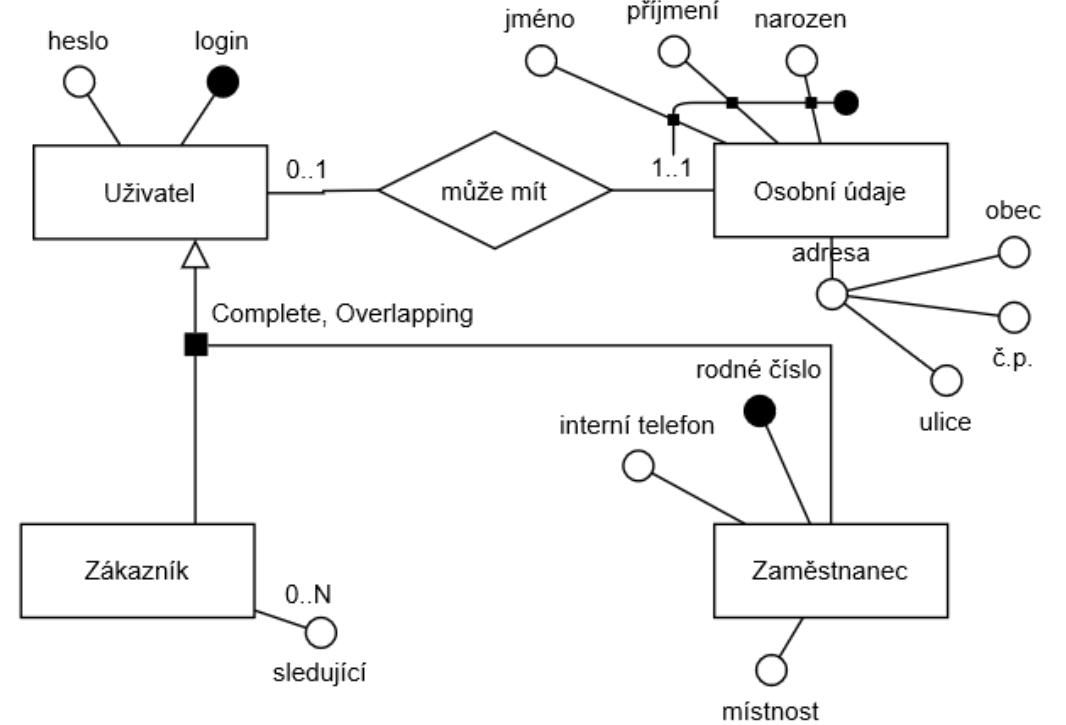 jméno
příjmení
narozen
heslo
login
0..1
1..1
Uživatel
může mít
Osobní údaje
obec
adresa
Complete, Overlapping
č.p.
rodné číslo
ulice
interní telefon
Zákazník
Zaměstnanec
0..N
sledující
místnost